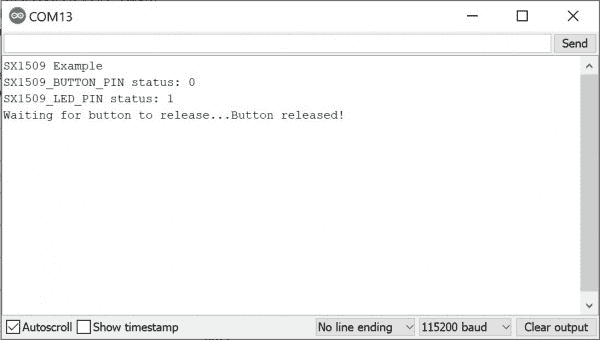 COM13
Send
SX1509 Example
SX1509_BUTTON_PIN status: 0
SX1509_LED_PIN status: 1
Waiting for button to release...Button released!
Autoscroll Show timestamp No line ending 115200 baud Clear output